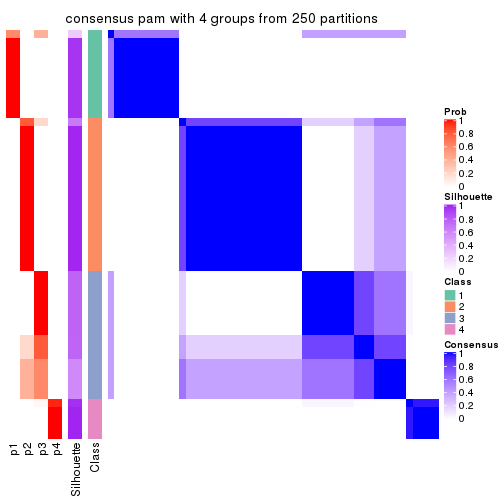 consensus pam with 4 groups from 250 partitions
Prob
1
0.8
0.6
0.4
0.2
0
Silhouette
1
0.8
0.6
0.4
0.2
0
Class
1
2
3
4
Consensus
1
0.8
0.6
0.4
0.2
0
p1
p2
p3
p4
Silhouette
Class